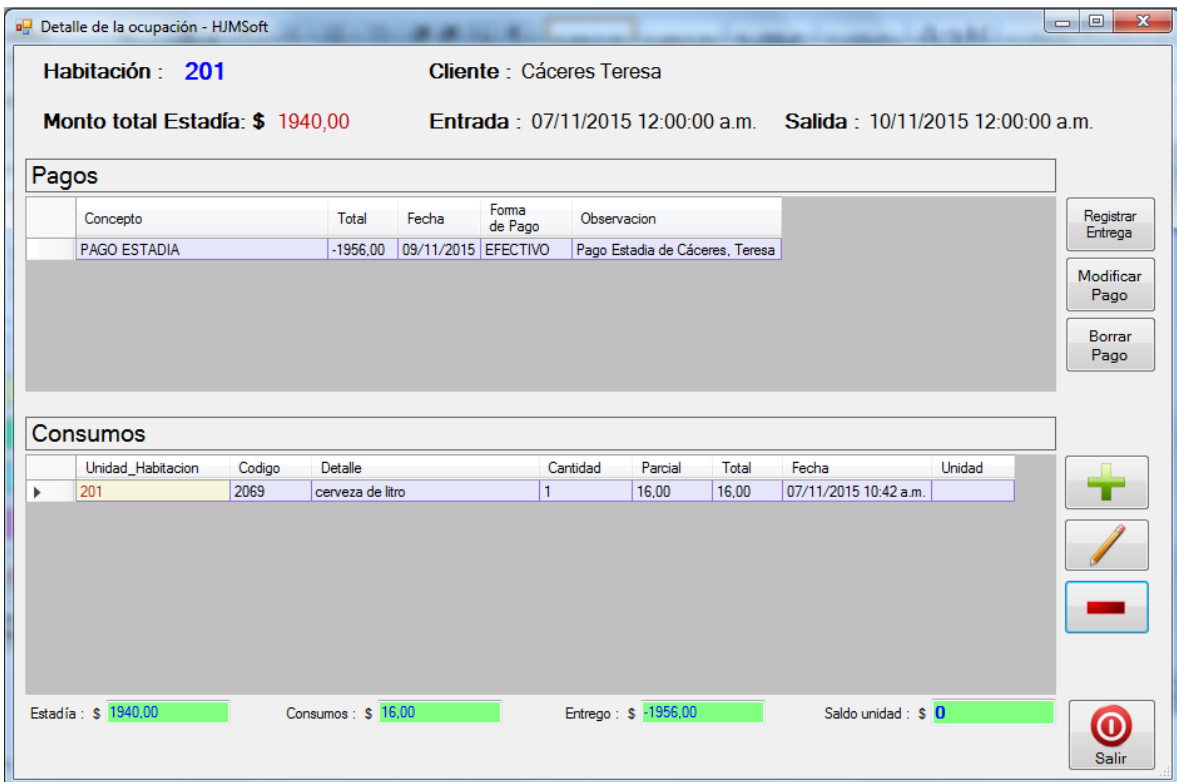 Detalle de la ocupación - HJMSoft
Habitación : 201 Cliente : Cáceres Teresa
Monto total Estadía: $ 1940,00 Entrada : 07/11/2015 12:00:00 a.m. Salida : 10/11/2015 12:00:00 a.m.
Pagos
Concepto Total Fecha Forma de Pago Observacion
PAGO ESTADIA -1956,00 09/11/2015 EFECTIVO Pago Estadia de Cáceres, Teresa
Registrar
Entrega
Modificar
Pago
Borrar
Pago
Consumos
Unidad_Habitacion Codigo Detalle Cantidad Parcial Total Fecha Unidad
201 2069 cerveza de litro 1 16,00 16,00 07/11/2015 10:42 a.m.
Estadía : $ 1940,00 Consumos : $ 16,00 Entrego : $ -1956,00 Saldo unidad : $ 0
Salir